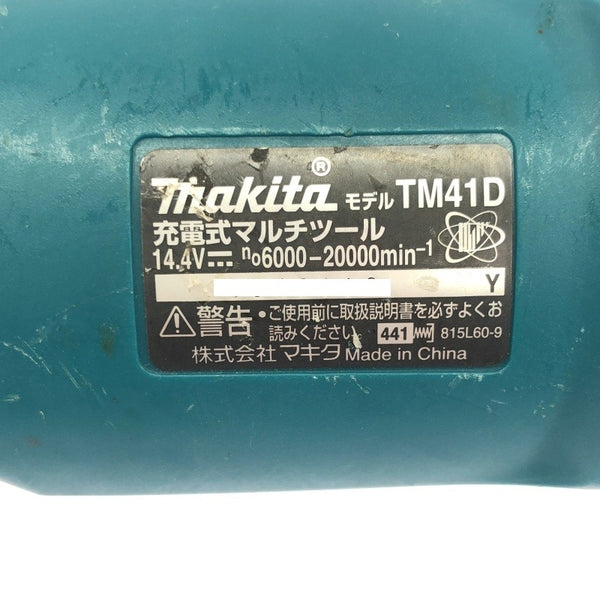 makita® モデル TM41D
充電式マルチツール
14.4V⎓ n₀6000-20000min⁻¹
Y
⚠警告 •ご使用前に取扱説明書を必ずよくお
読みください。 441 815L60-9
株式会社 マキタ Made in China